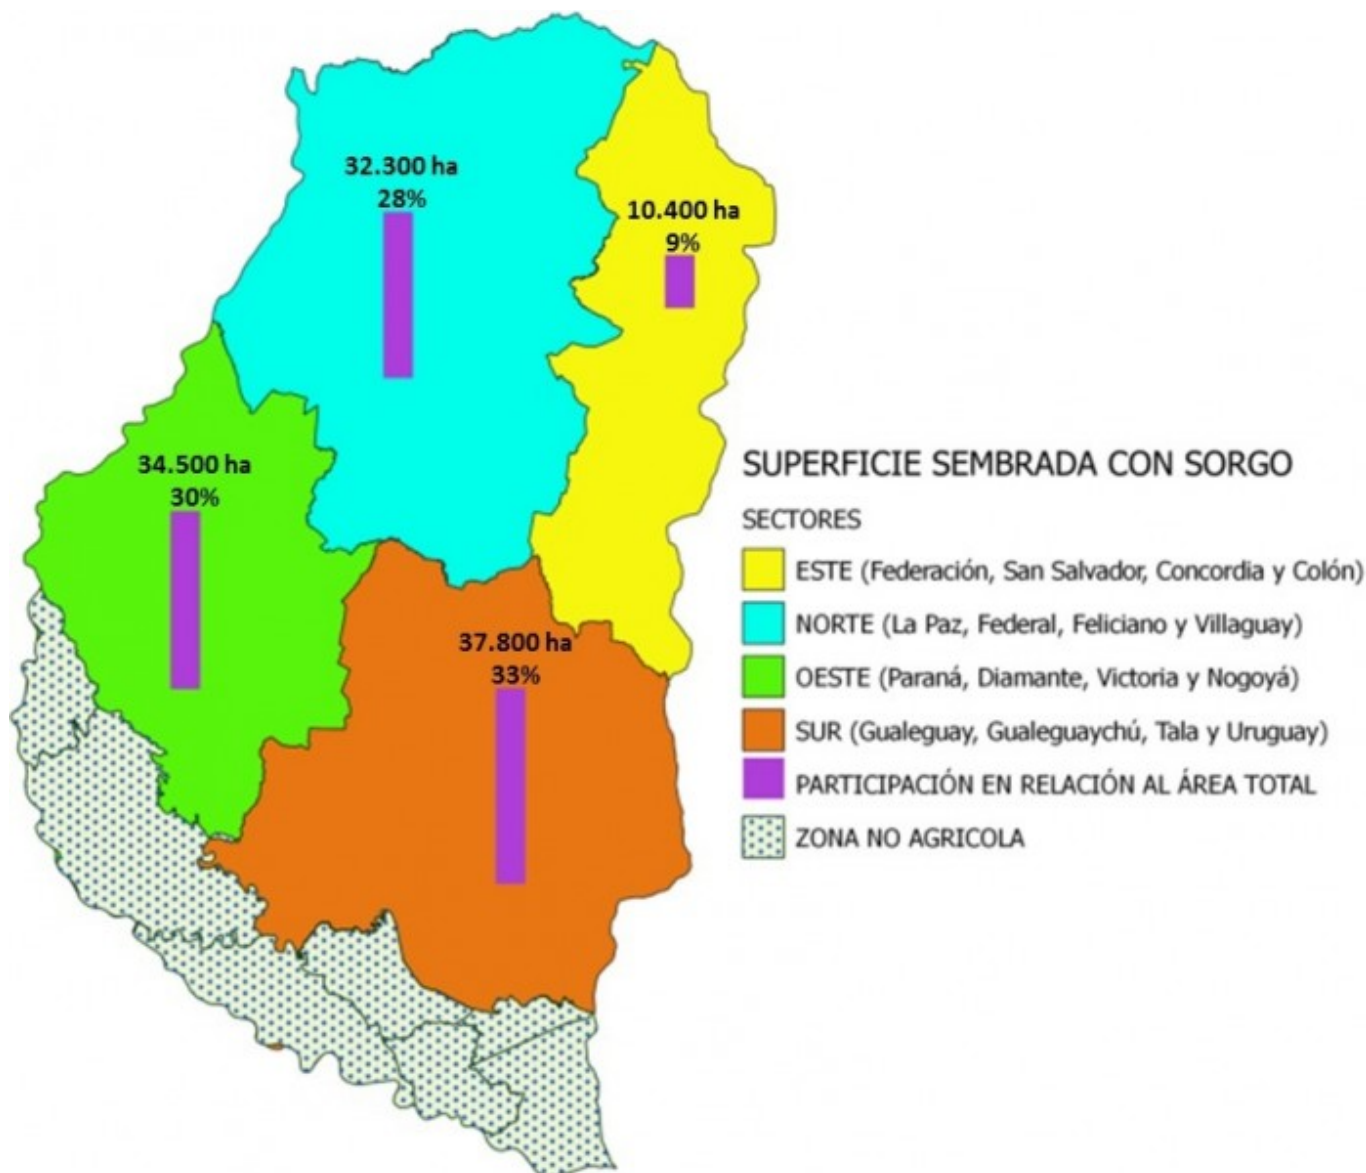 32.300 ha
28%
10.400 ha
9%
34.500 ha
30%
37.800 ha
33%
SUPERFICIE SEMBRADA CON SORGO
SECTORES
ESTE (Federación, San Salvador, Concordia y Colón)
NORTE (La Paz, Federal, Feliciano y Villaguay)
OESTE (Paraná, Diamante, Victoria y Nogoyá)
SUR (Gualeguay, Gualeguaychú, Tala y Uruguay)
PARTICIPACIÓN EN RELACIÓN AL ÁREA TOTAL
ZONA NO AGRICOLA